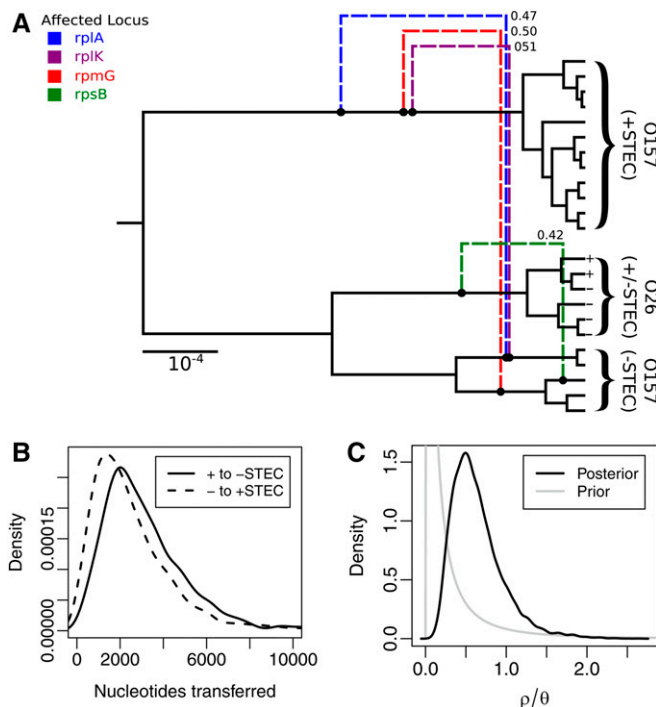 A
Affected Locus
rplA
rplK
rpmG
rpsB
0.47
0.50
051
O157
(+STEC)
0.42
+
+
−
−
−
−
O26
(+/-STEC)
O157
(-STEC)
10-4
B
+ to −STEC
− to +STEC
Density
0.00015
0.00000
0 2000 6000 10000
Nucleotides transferred
C
Posterior
Prior
Density
1.5
1.0
0.5
0.0
0.0 1.0 2.0
ρ/θ